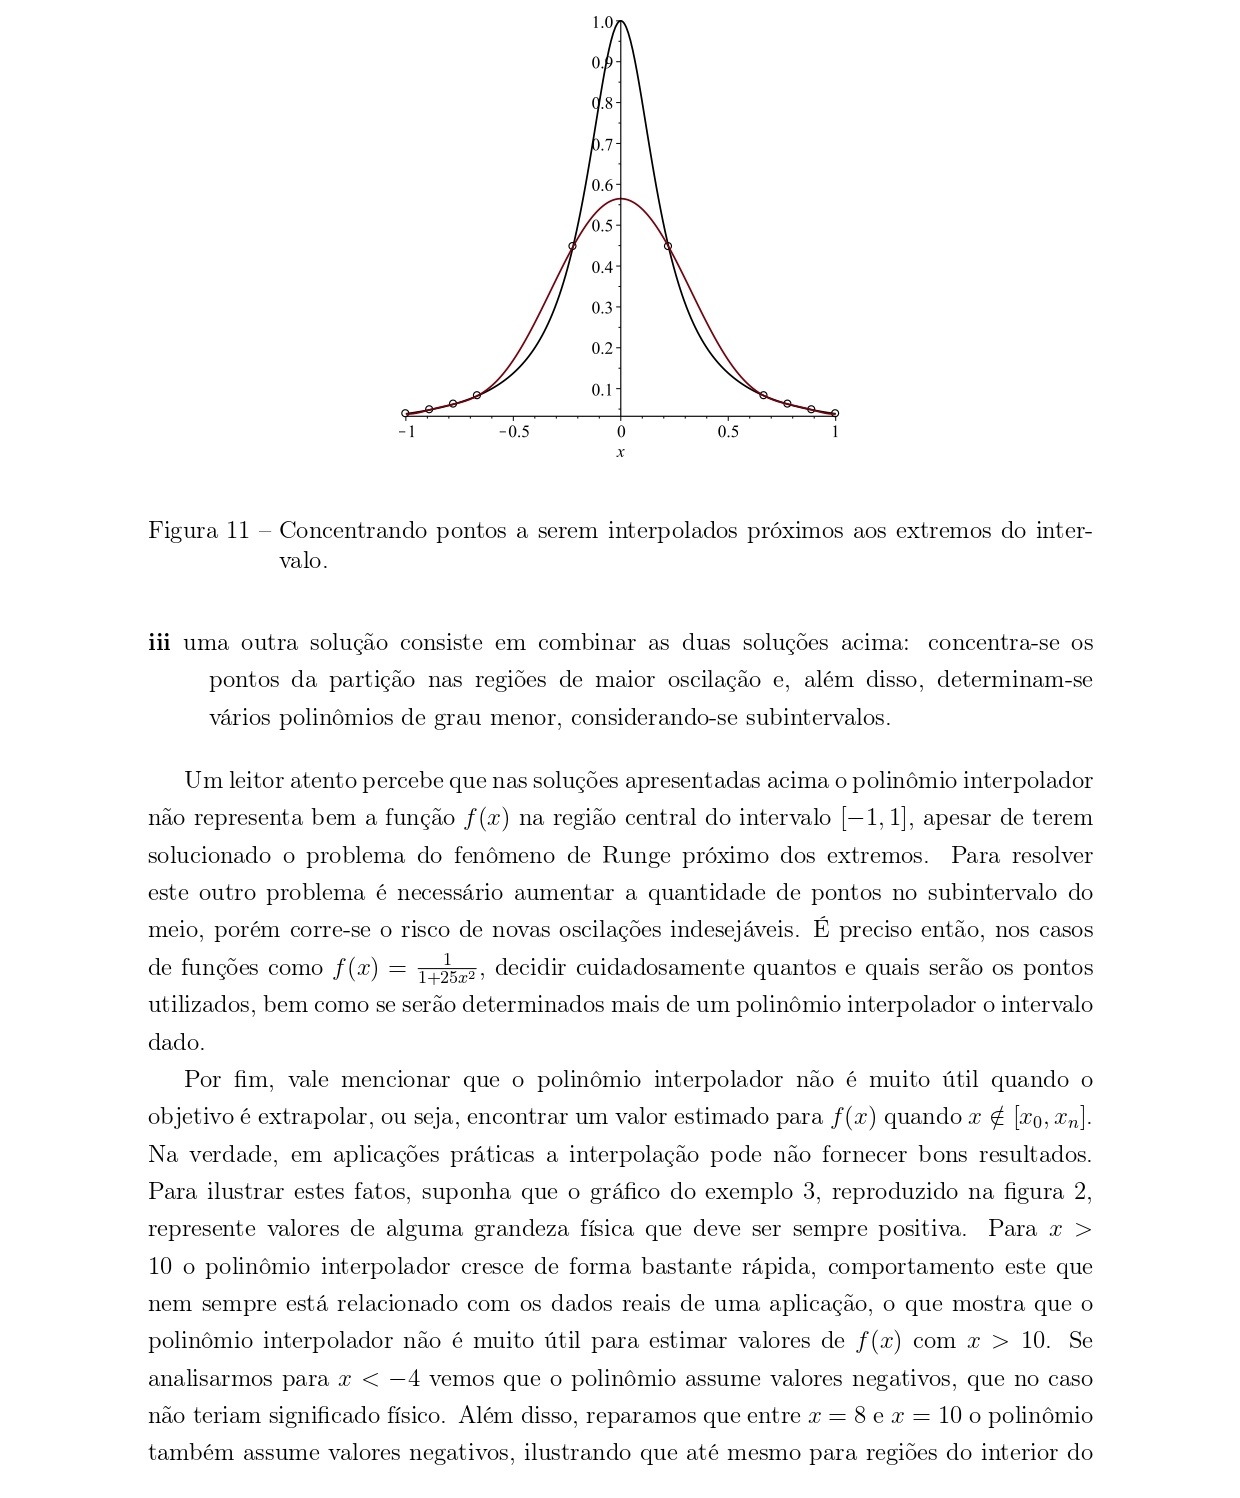 1.0
0.9
0.8
0.7
0.6
0.5
0.4
0.3
0.2
0.1
−1 −0.5 0 0.5 1
x
Figura 11 – Concentrando pontos a serem interpolados próximos aos extremos do inter-
valo.
iii uma outra solução consiste em combinar as duas soluções acima: concentra-se os
pontos da partição nas regiões de maior oscilação e, além disso, determinam-se
vários polinômios de grau menor, considerando-se subintervalos.
Um leitor atento percebe que nas soluções apresentadas acima o polinômio interpolador
não representa bem a função f(x) na região central do intervalo [−1, 1], apesar de terem
solucionado o problema do fenômeno de Runge próximo dos extremos. Para resolver
este outro problema é necessário aumentar a quantidade de pontos no subintervalo do
meio, porém corre-se o risco de novas oscilações indesejáveis. É preciso então, nos casos
de funções como f(x) = 1/(1+25x²), decidir cuidadosamente quantos e quais serão os pontos
utilizados, bem como se serão determinados mais de um polinômio interpolador o intervalo
dado.
Por fim, vale mencionar que o polinômio interpolador não é muito útil quando o
objetivo é extrapolar, ou seja, encontrar um valor estimado para f(x) quando x ∉ [x₀, xₙ].
Na verdade, em aplicações práticas a interpolação pode não fornecer bons resultados.
Para ilustrar estes fatos, suponha que o gráfico do exemplo 3, reproduzido na figura 2,
represente valores de alguma grandeza física que deve ser sempre positiva. Para x >
10 o polinômio interpolador cresce de forma bastante rápida, comportamento este que
nem sempre está relacionado com os dados reais de uma aplicação, o que mostra que o
polinômio interpolador não é muito útil para estimar valores de f(x) com x > 10. Se
analisarmos para x < −4 vemos que o polinômio assume valores negativos, que no caso
não teriam significado físico. Além disso, reparamos que entre x = 8 e x = 10 o polinômio
também assume valores negativos, ilustrando que até mesmo para regiões do interior do